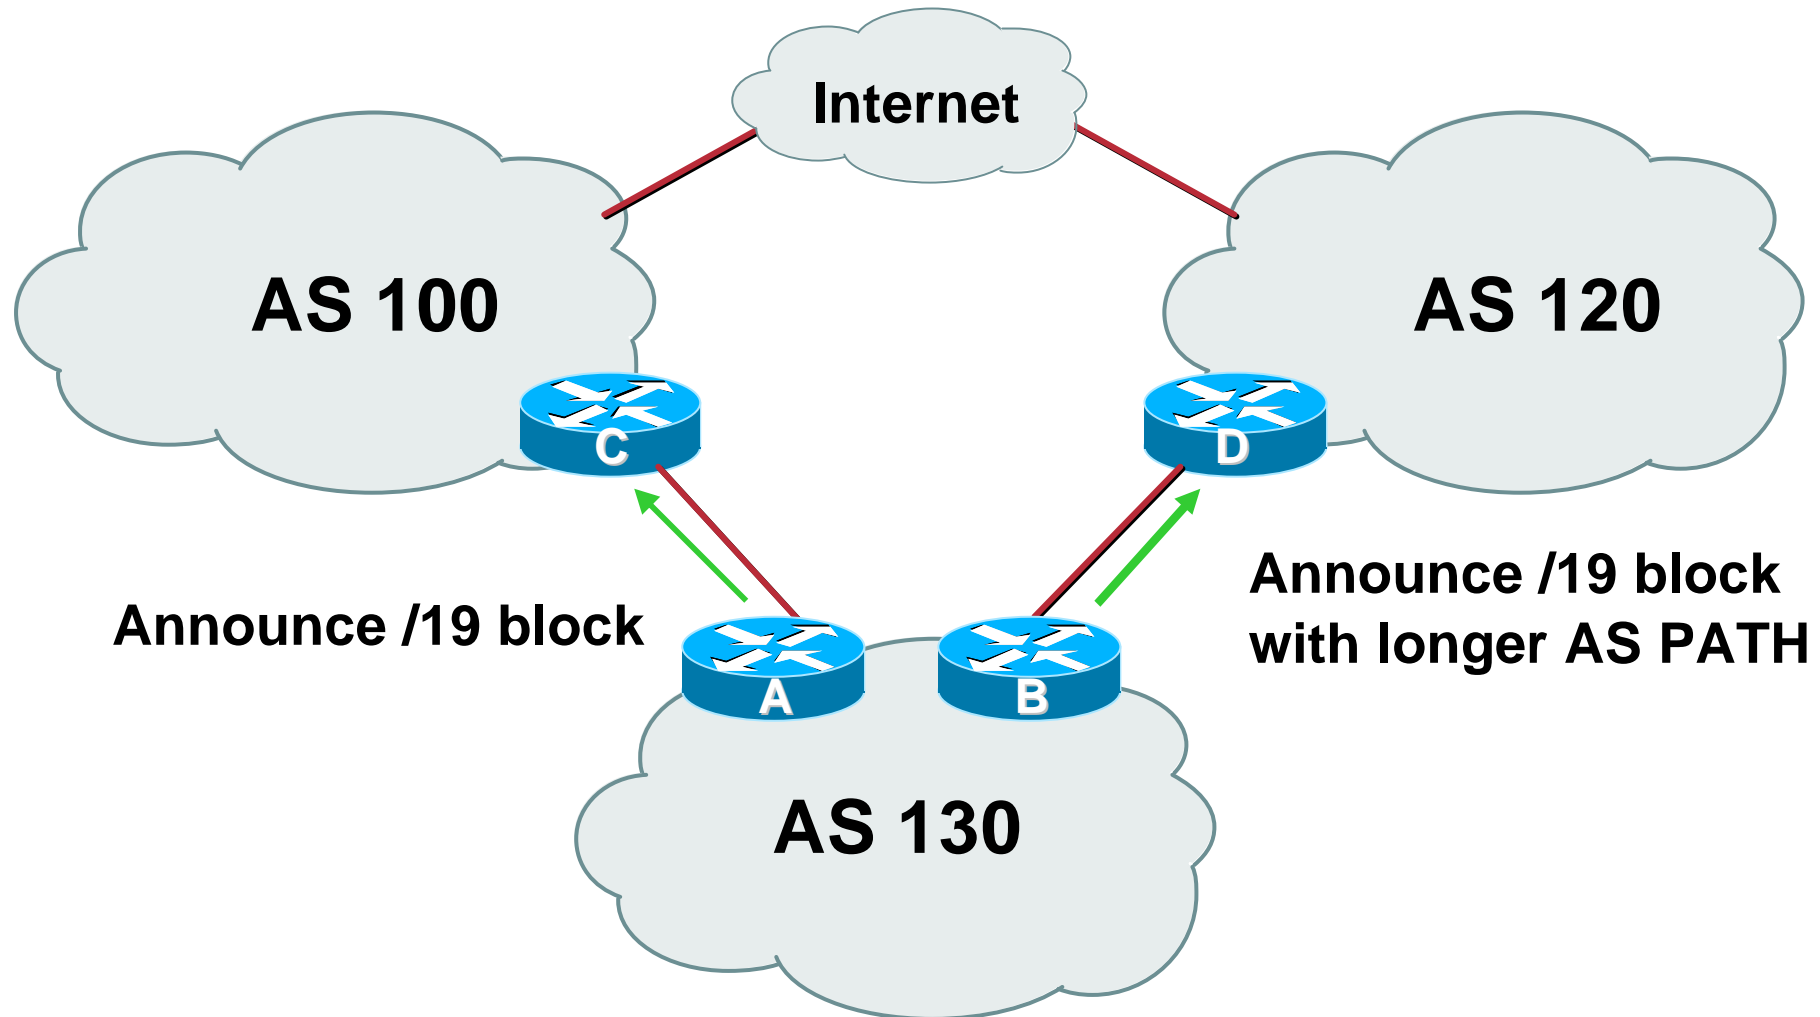 Internet
AS 100
AS 120
C
D
Announce /19 block
Announce /19 block
with longer AS PATH
A
B
AS 130